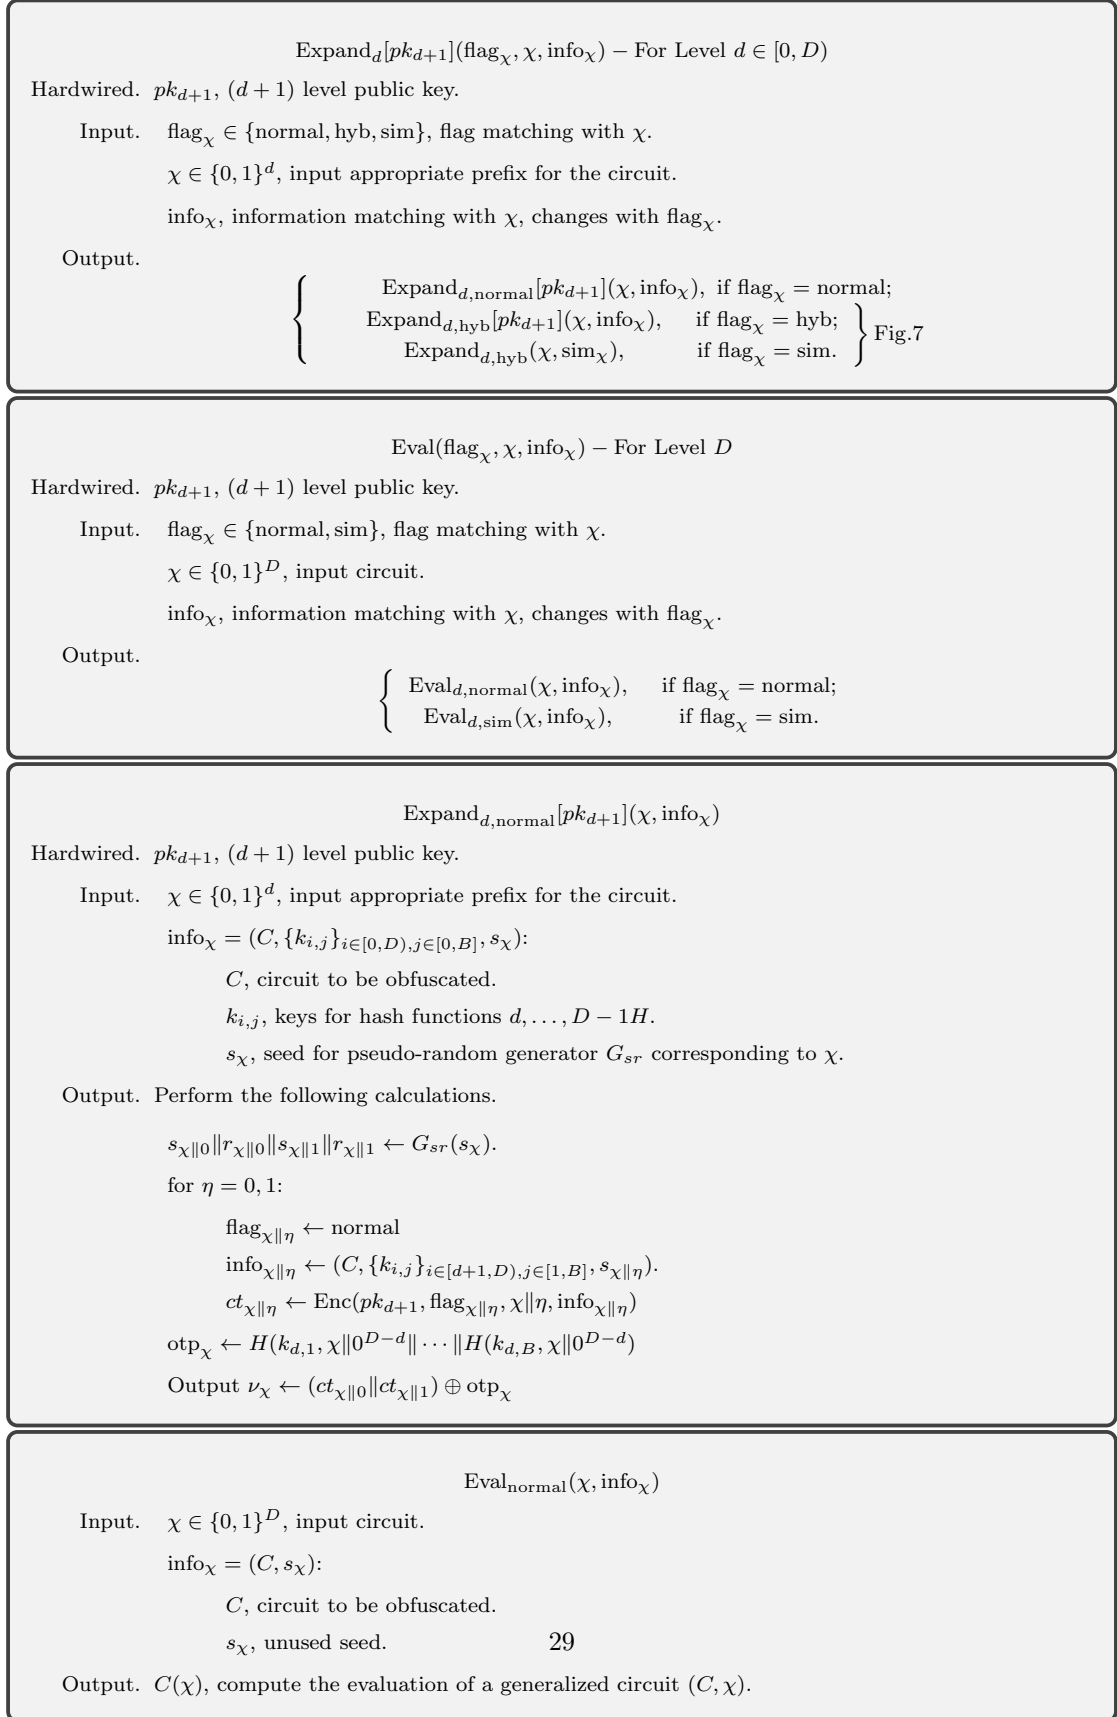 Expand_{d}[pk_{d+1}](flag_χ, χ, info_χ) – For Level d ∈ [0, D)
Hardwired. pk_{d+1}, (d + 1) level public key.
Input. flag_χ ∈ {normal, hyb, sim}, flag matching with χ.
χ ∈ {0, 1}^d, input appropriate prefix for the circuit.
info_χ, information matching with χ, changes with flag_χ.
Output.
Expand_{d,normal}[pk_{d+1}](χ, info_χ), if flag_χ = normal;
Expand_{d,hyb}[pk_{d+1}](χ, info_χ), if flag_χ = hyb;
Expand_{d,hyb}(χ, sim_χ), if flag_χ = sim.
Fig.7
Eval(flag_χ, χ, info_χ) – For Level D
Hardwired. pk_{d+1}, (d + 1) level public key.
Input. flag_χ ∈ {normal, sim}, flag matching with χ.
χ ∈ {0, 1}^D, input circuit.
info_χ, information matching with χ, changes with flag_χ.
Output.
Eval_{d,normal}(χ, info_χ), if flag_χ = normal;
Eval_{d,sim}(χ, info_χ), if flag_χ = sim.
Expand_{d,normal}[pk_{d+1}](χ, info_χ)
Hardwired. pk_{d+1}, (d + 1) level public key.
Input. χ ∈ {0, 1}^d, input appropriate prefix for the circuit.
info_χ = (C, {k_{i,j}}_{i∈[0,D),j∈[0,B]}, s_χ):
C, circuit to be obfuscated.
k_{i,j}, keys for hash functions d, . . . , D − 1H.
s_χ, seed for pseudo-random generator G_{sr} corresponding to χ.
Output. Perform the following calculations.
s_{χ∥0}∥r_{χ∥0}∥s_{χ∥1}∥r_{χ∥1} ← G_{sr}(s_χ).
for η = 0, 1:
flag_{χ∥η} ← normal
info_{χ∥η} ← (C, {k_{i,j}}_{i∈[d+1,D),j∈[1,B]}, s_{χ∥η}).
ct_{χ∥η} ← Enc(pk_{d+1}, flag_{χ∥η}, χ∥η, info_{χ∥η})
otp_χ ← H(k_{d,1}, χ∥0^{D−d}∥ · · · ∥H(k_{d,B}, χ∥0^{D−d})
Output ν_χ ← (ct_{χ∥0}∥ct_{χ∥1}) ⊕ otp_χ
Eval_{normal}(χ, info_χ)
Input. χ ∈ {0, 1}^D, input circuit.
info_χ = (C, s_χ):
C, circuit to be obfuscated.
s_χ, unused seed.
29
Output. C(χ), compute the evaluation of a generalized circuit (C, χ).